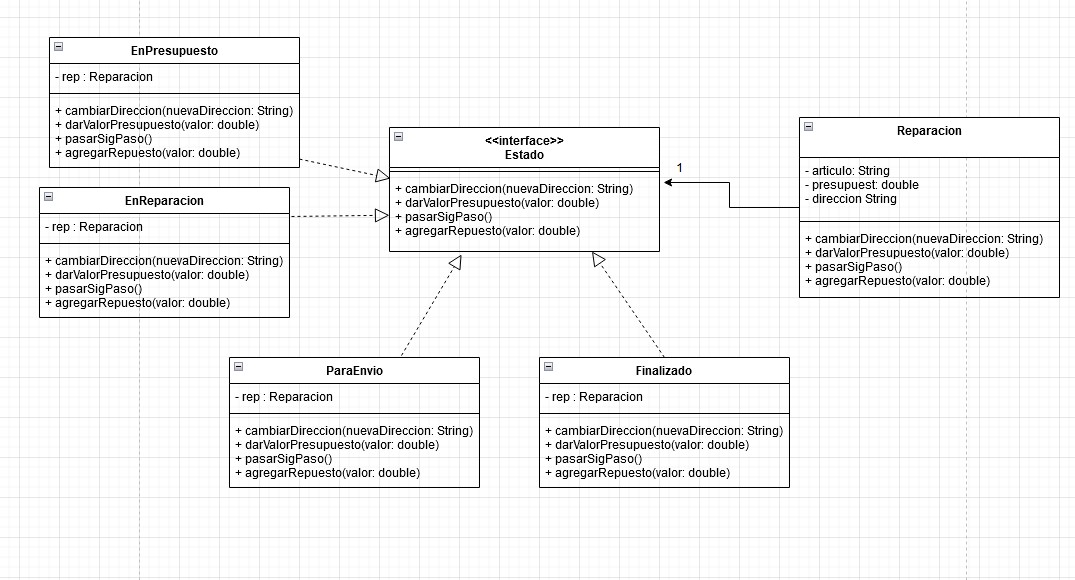 EnPresupuesto
- rep : Reparacion
+ cambiarDireccion(nuevaDireccion: String)
+ darValorPresupuesto(valor: double)
+ pasarSigPaso()
+ agregarRepuesto(valor: double)
<<interface>>
Estado
+ cambiarDireccion(nuevaDireccion: String)
+ darValorPresupuesto(valor: double)
+ pasarSigPaso()
+ agregarRepuesto(valor: double)
1
Reparacion
- articulo: String
- presupuest: double
- direccion String
+ cambiarDireccion(nuevaDireccion: String)
+ darValorPresupuesto(valor: double)
+ pasarSigPaso()
+ agregarRepuesto(valor: double)
EnReparacion
- rep : Reparacion
+ cambiarDireccion(nuevaDireccion: String)
+ darValorPresupuesto(valor: double)
+ pasarSigPaso()
+ agregarRepuesto(valor: double)
ParaEnvio
- rep : Reparacion
+ cambiarDireccion(nuevaDireccion: String)
+ darValorPresupuesto(valor: double)
+ pasarSigPaso()
+ agregarRepuesto(valor: double)
Finalizado
- rep : Reparacion
+ cambiarDireccion(nuevaDireccion: String)
+ darValorPresupuesto(valor: double)
+ pasarSigPaso()
+ agregarRepuesto(valor: double)